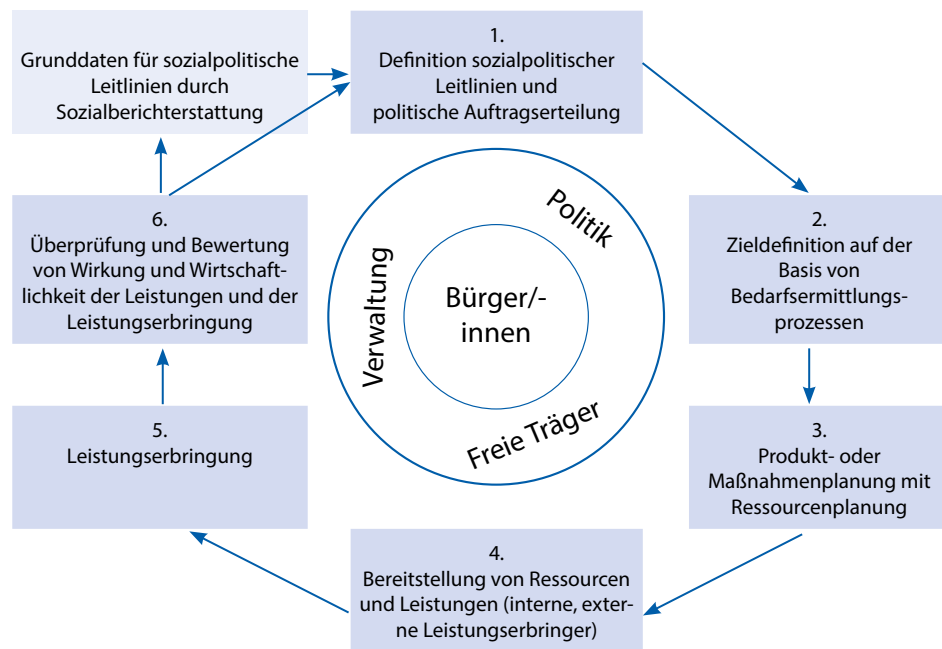 Grunddaten für sozialpolitische
Leitlinien durch
Sozialberichterstattung
1.
Definition sozialpolitischer
Leitlinien und
politische Auftragserteilung
2.
Zieldefinition auf der
Basis von
Bedarfsermittlungs-
prozessen
3.
Produkt- oder
Maßnahmenplanung mit
Ressourcenplanung
4.
Bereitstellung von Ressourcen
und Leistungen (interne, exter-
ne Leistungserbringer)
5.
Leistungserbringung
6.
Überprüfung und Bewertung
von Wirkung und Wirtschaft-
lichkeit der Leistungen und der
Leistungserbringung
Politik
Verwaltung
Freie Träger
Bürger/-
innen